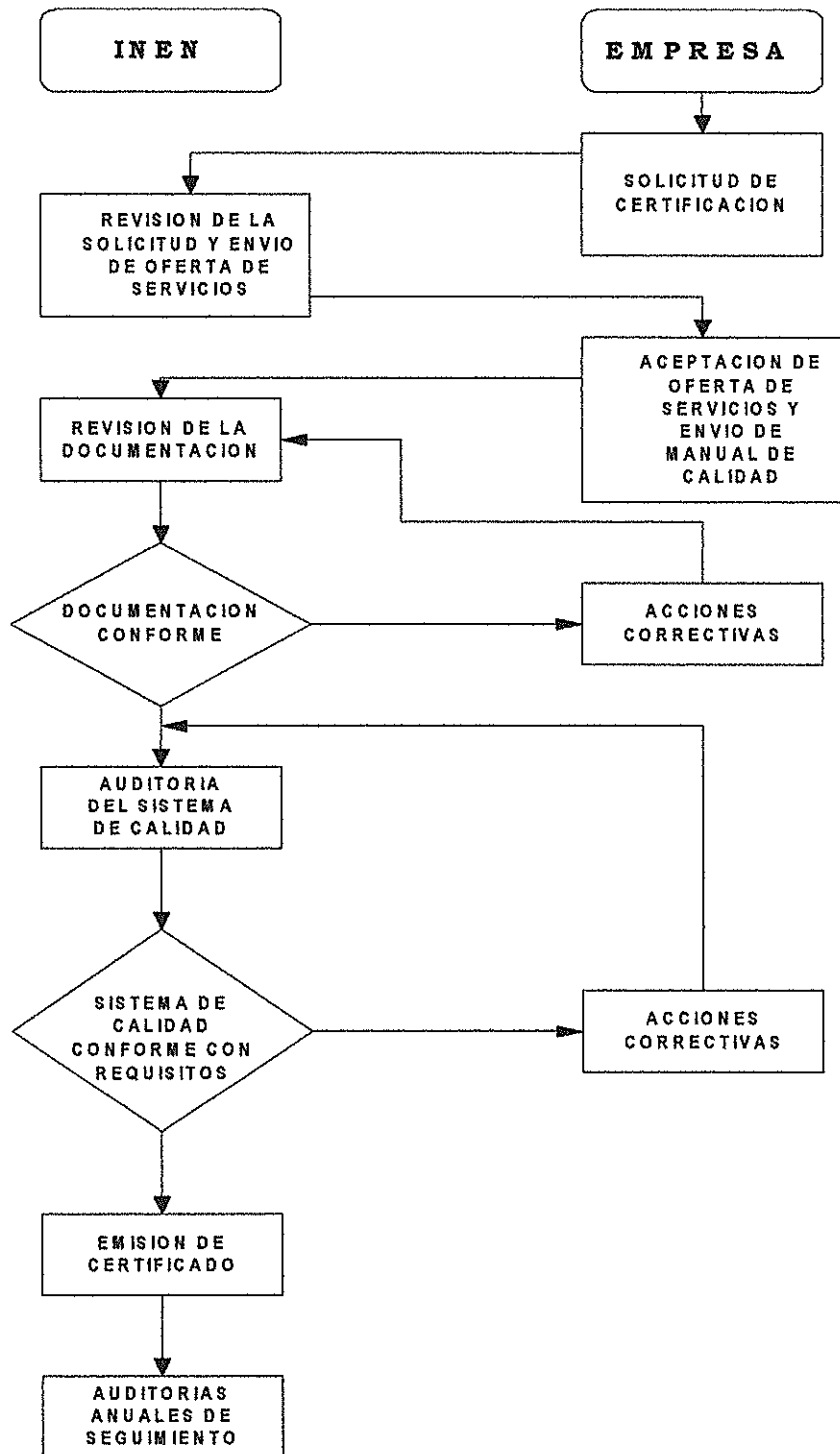 INEN
EMPRESA
SOLICITUD DE
CERTIFICACION
REVISION DE LA
SOLICITUD Y ENVIO
DE OFERTA DE
SERVICIOS
ACEPTACION DE
OFERTA DE
SERVICIOS Y
ENVIO DE
MANUAL DE
CALIDAD
REVISION DE LA
DOCUMENTACION
DOCUMENTACION
CONFORME
ACCIONES
CORRECTIVAS
AUDITORIA
DEL SISTEMA
DE CALIDAD
SISTEMA DE
CALIDAD
CONFORME CON
REQUISITOS
ACCIONES
CORRECTIVAS
EMISION DE
CERTIFICADO
AUDITORIAS
ANUALES DE
SEGUIMIENTO